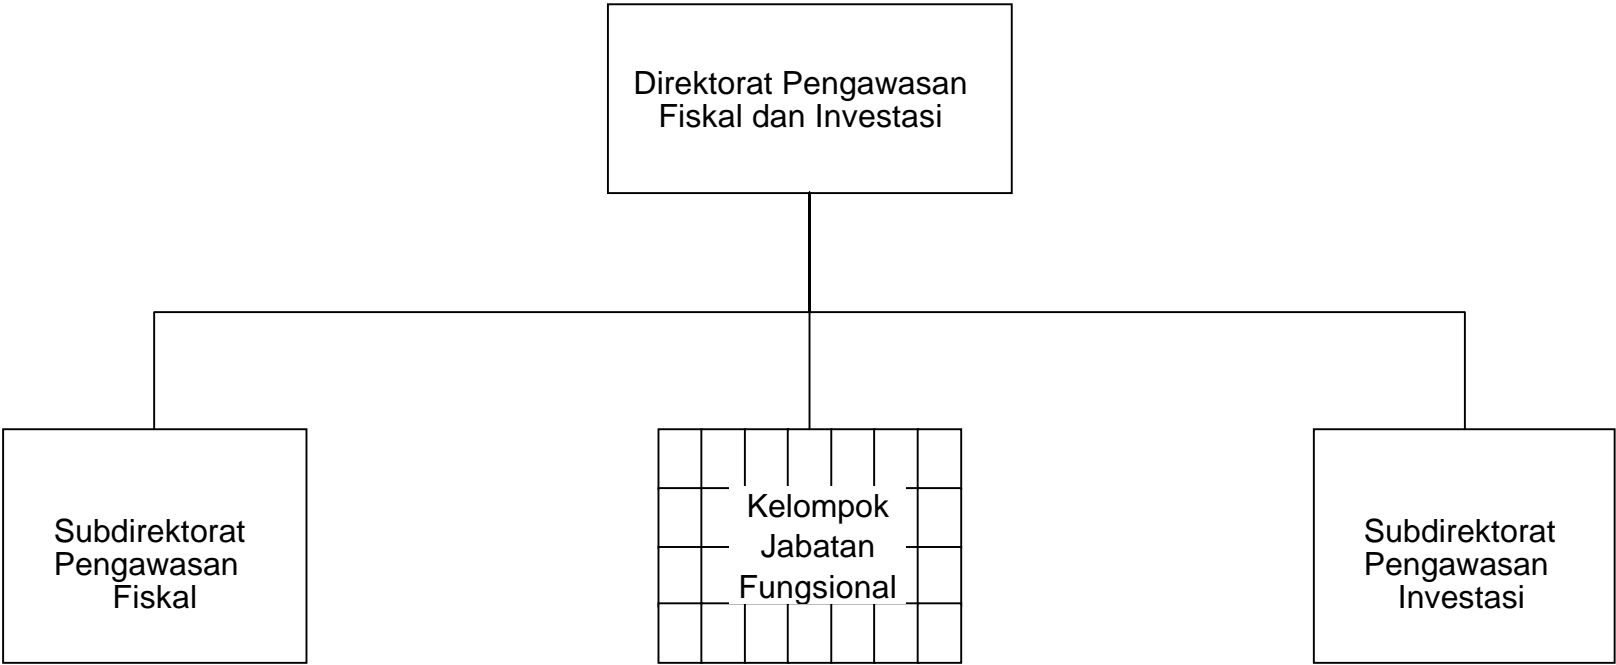 Direktorat Pengawasan
Fiskal dan Investasi
Subdirektorat
Pengawasan
Fiskal
Kelompok
Jabatan
Fungsional
Subdirektorat
Pengawasan
Investasi